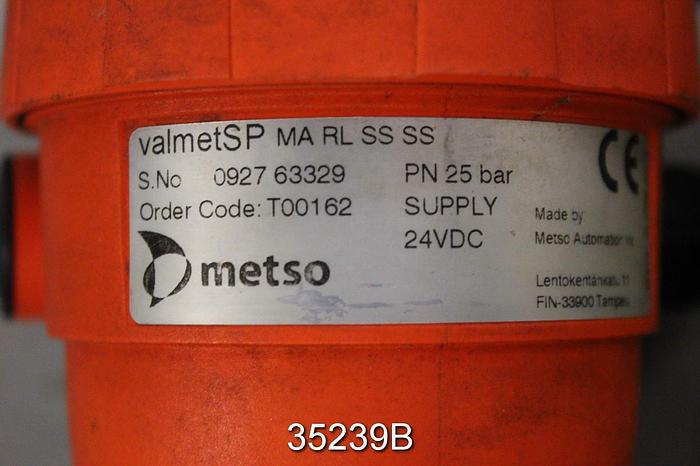 valmetSP MA RL SS SS
S.No 0927 63329
Order Code: T00162
metso
PN 25 bar
SUPPLY
24VDC
CE
Made by
Metso Automation
Lentokentänkatu 11
FIN-33900 Tampere
35239B